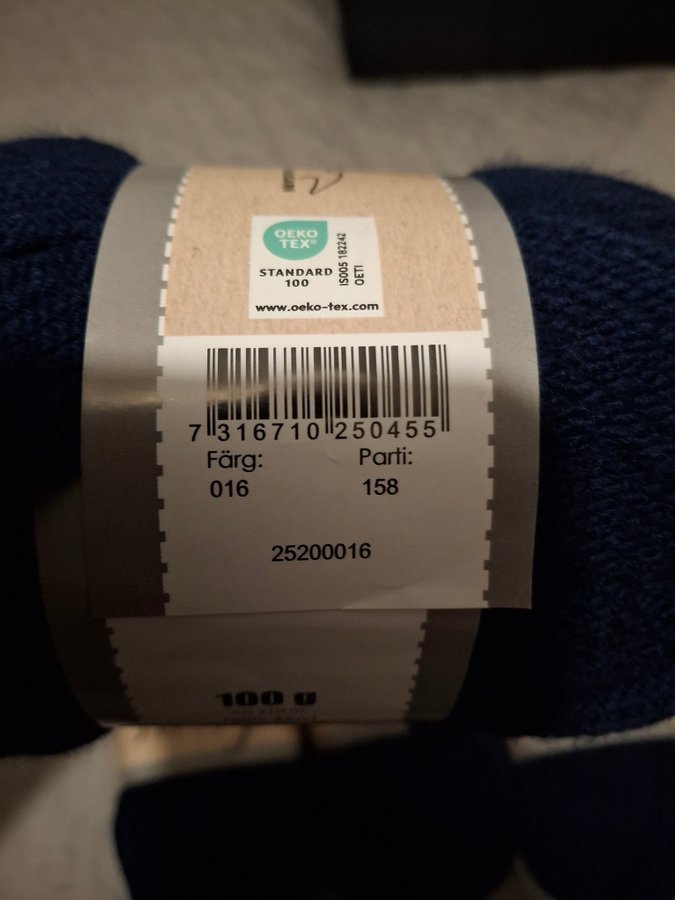 OEKO
TEX®
STANDARD
100
IS005 182242
OETI
www.oeko-tex.com
7 316710 250455
Färg: Parti:
016 158
25200016
100 g